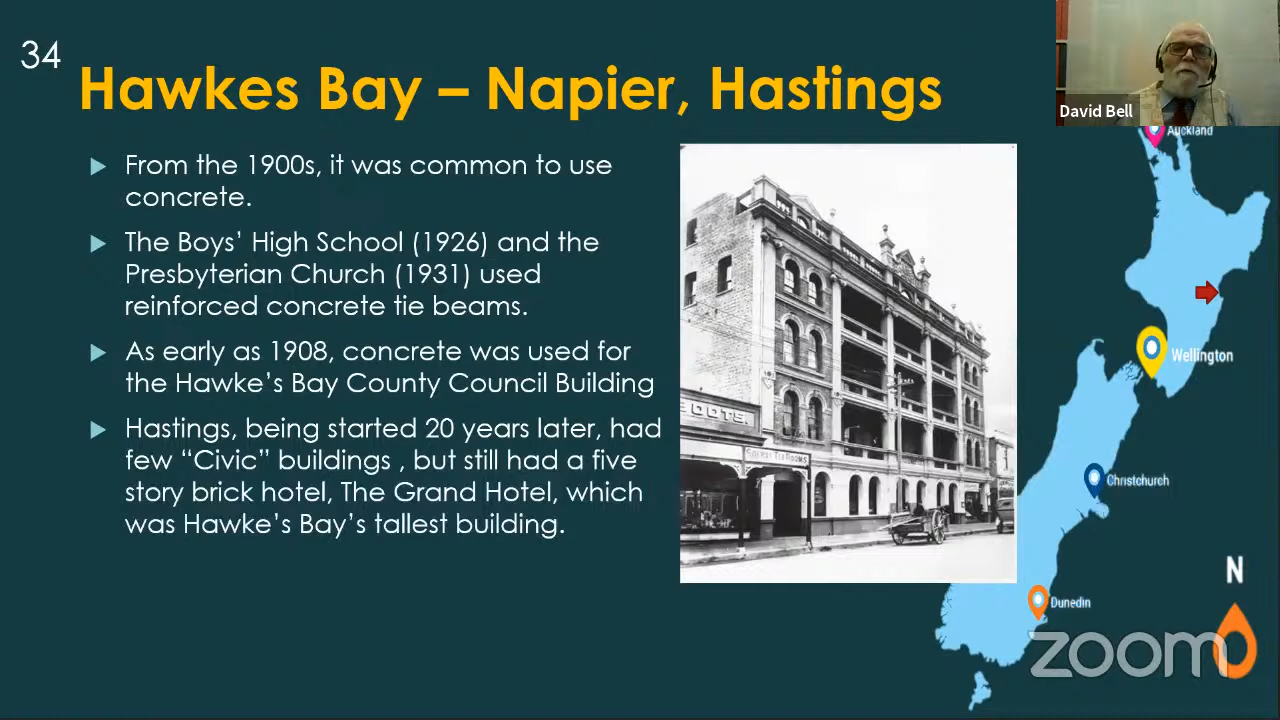 34
Hawkes Bay – Napier, Hastings
David Bell
From the 1900s, it was common to use
concrete.
The Boys’ High School (1926) and the
Presbyterian Church (1931) used
reinforced concrete tie beams.
As early as 1908, concrete was used for
the Hawke’s Bay County Council Building
Hastings, being started 20 years later, had
few “Civic” buildings , but still had a five
story brick hotel, The Grand Hotel, which
was Hawke’s Bay’s tallest building.
Auckland
Wellington
Christchurch
Dunedin
N
zoom